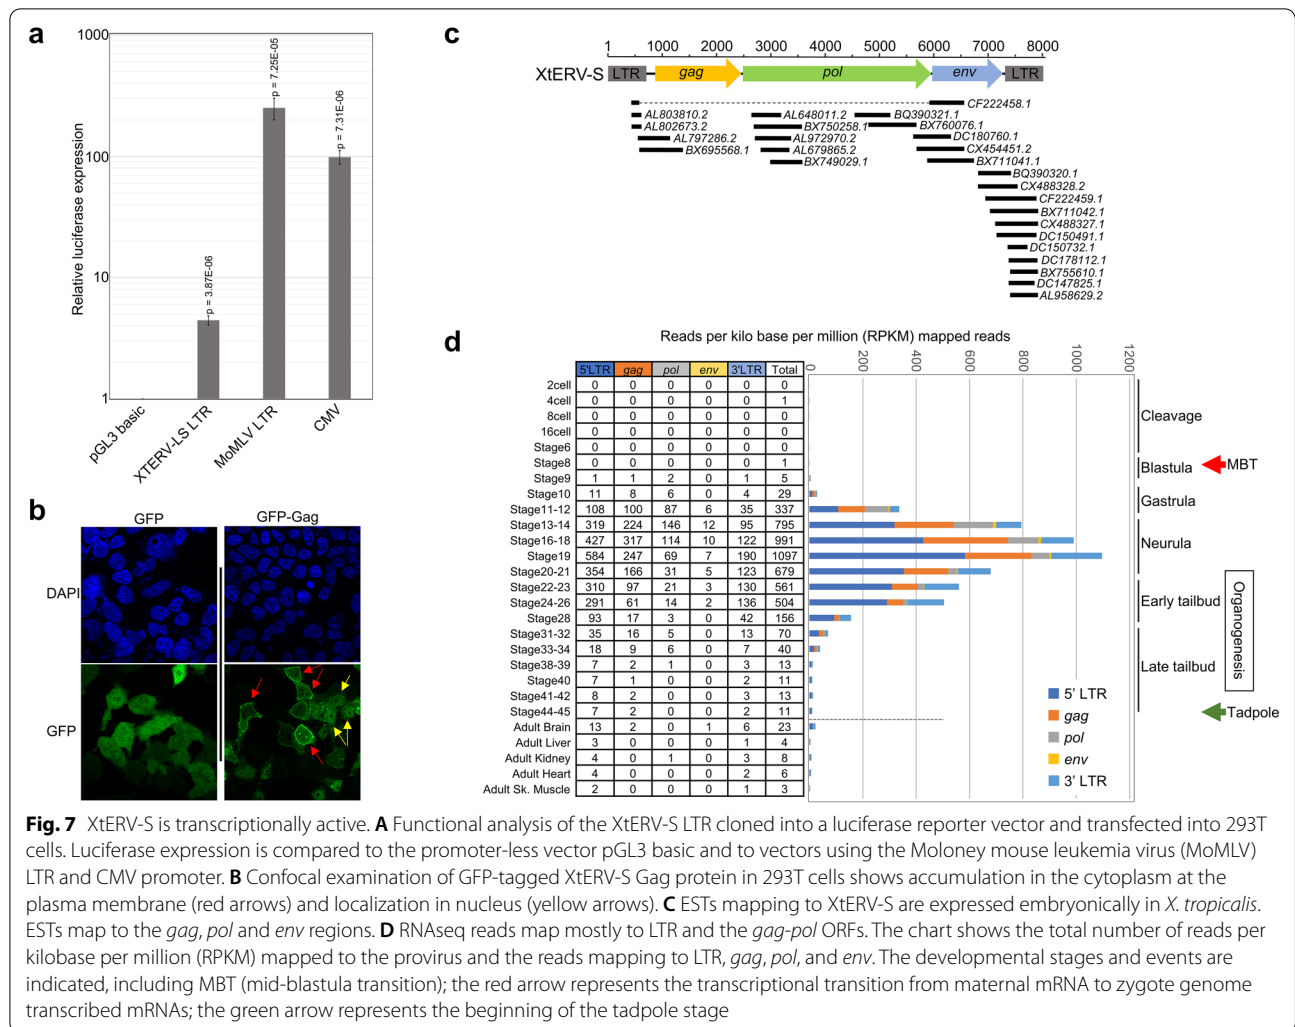 a
Relative luciferase expression
1000
100
10
1
p = 3.87E-06
p = 7.25E-05
p = 7.31E-06
pGL3 basic
XTERV-LS LTR
MoMLV LTR
CMV
b
GFP GFP-Gag
DAPI
GFP
c
1 1000 2000 3000 4000 5000 6000 7000 8000
XtERV-S LTR gag pol env LTR
CF222458.1
AL803810.2 AL648011.2 BQ390321.1
AL802673.2 BX750258.1 BX760076.1
AL797286.2 AL972970.2 DC180760.1
BX695568.1 AL679865.2 CX454451.2
BX749029.1 BX711041.1
BQ390320.1
CX488328.2
CF222459.1
BX711042.1
CX488327.1
DC150491.1
DC150732.1
DC178112.1
BX755610.1
DC147825.1
AL958629.2
d
Reads per kilo base per million (RPKM) mapped reads
0 200 400 600 800 1000 1200
5'LTR gag pol env 3'LTR Total
2cell 0 0 0 0 0 0
4cell 0 0 0 0 0 1
8cell 0 0 0 0 0 0
16cell 0 0 0 0 0 0
Stage6 0 0 0 0 0 0
Stage8 0 0 0 0 0 1
Stage9 1 1 2 0 1 5
Stage10 11 8 6 0 4 29
Stage11-12 108 100 87 6 35 337
Stage13-14 319 224 146 12 95 795
Stage16-18 427 317 114 10 122 991
Stage19 584 247 69 7 190 1097
Stage20-21 354 166 31 5 123 679
Stage22-23 310 97 21 3 130 561
Stage24-26 291 61 14 2 136 504
Stage28 93 17 3 0 42 156
Stage31-32 35 16 5 0 13 70
Stage33-34 18 9 6 0 7 40
Stage38-39 7 2 1 0 3 13
Stage40 7 1 0 0 2 11
Stage41-42 8 2 0 0 3 13
Stage44-45 7 2 0 0 2 11
Adult Brain 13 2 0 1 6 23
Adult Liver 3 0 0 0 1 4
Adult Kidney 4 0 1 0 3 8
Adult Heart 4 0 0 0 2 6
Adult Sk. Muscle 2 0 0 0 1 3
Cleavage
Blastula MBT
Gastrula
Neurula
Early tailbud
Late tailbud
Organogenesis
Tadpole
5' LTR
gag
pol
env
3' LTR
Fig. 7 XtERV-S is transcriptionally active. A Functional analysis of the XtERV-S LTR cloned into a luciferase reporter vector and transfected into 293T
cells. Luciferase expression is compared to the promoter-less vector pGL3 basic and to vectors using the Moloney mouse leukemia virus (MoMLV)
LTR and CMV promoter. B Confocal examination of GFP-tagged XtERV-S Gag protein in 293T cells shows accumulation in the cytoplasm at the
plasma membrane (red arrows) and localization in nucleus (yellow arrows). C ESTs mapping to XtERV-S are expressed embryonically in X. tropicalis.
ESTs map to the gag, pol and env regions. D RNAseq reads map mostly to LTR and the gag-pol ORFs. The chart shows the total number of reads per
kilobase per million (RPKM) mapped to the provirus and the reads mapping to LTR, gag, pol, and env. The developmental stages and events are
indicated, including MBT (mid-blastula transition); the red arrow represents the transcriptional transition from maternal mRNA to zygote genome
transcribed mRNAs; the green arrow represents the beginning of the tadpole stage